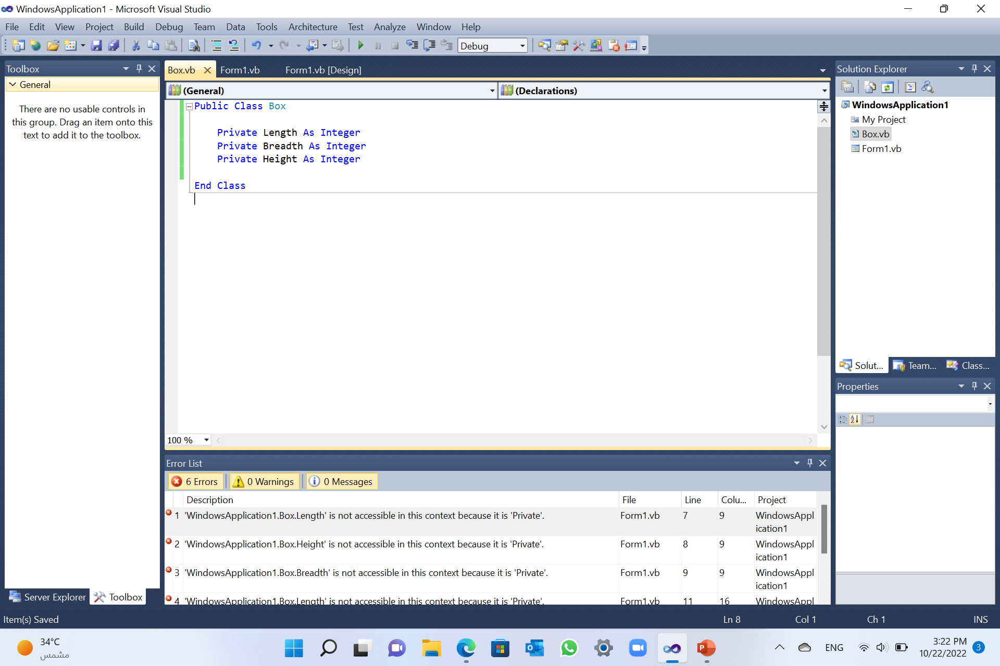 WindowsApplication1 - Microsoft Visual Studio
File Edit View Project Build Debug Team Data Tools Architecture Test Analyze Window Help
Debug
Toolbox
General
There are no usable controls in
this group. Drag an item onto this
text to add it to the toolbox.
Server Explorer
Toolbox
Box.vb
Form1.vb
Form1.vb [Design]
(General)
(Declarations)
Public Class Box
Private Length As Integer
Private Breadth As Integer
Private Height As Integer
End Class
100 %
Error List
6 Errors
0 Warnings
0 Messages
Description File Line Colu... Project
1 'WindowsApplication1.Box.Length' is not accessible in this context because it is 'Private'. Form1.vb 7 9 WindowsAppl
ication1
2 'WindowsApplication1.Box.Height' is not accessible in this context because it is 'Private'. Form1.vb 8 9 WindowsAppl
ication1
3 'WindowsApplication1.Box.Breadth' is not accessible in this context because it is 'Private'. Form1.vb 9 9 WindowsAppl
ication1
4 'WindowsApplication1.Box.Length' is not accessible in this context because it is 'Private'. Form1.vb 11 16 WindowsAppl
Solution Explorer
WindowsApplication1
My Project
Box.vb
Form1.vb
Solut...
Team...
Class...
Properties
Item(s) Saved
Ln 8
Col 1
Ch 1
INS
34°C
مشمس
ENG
3:22 PM
10/22/2022
3